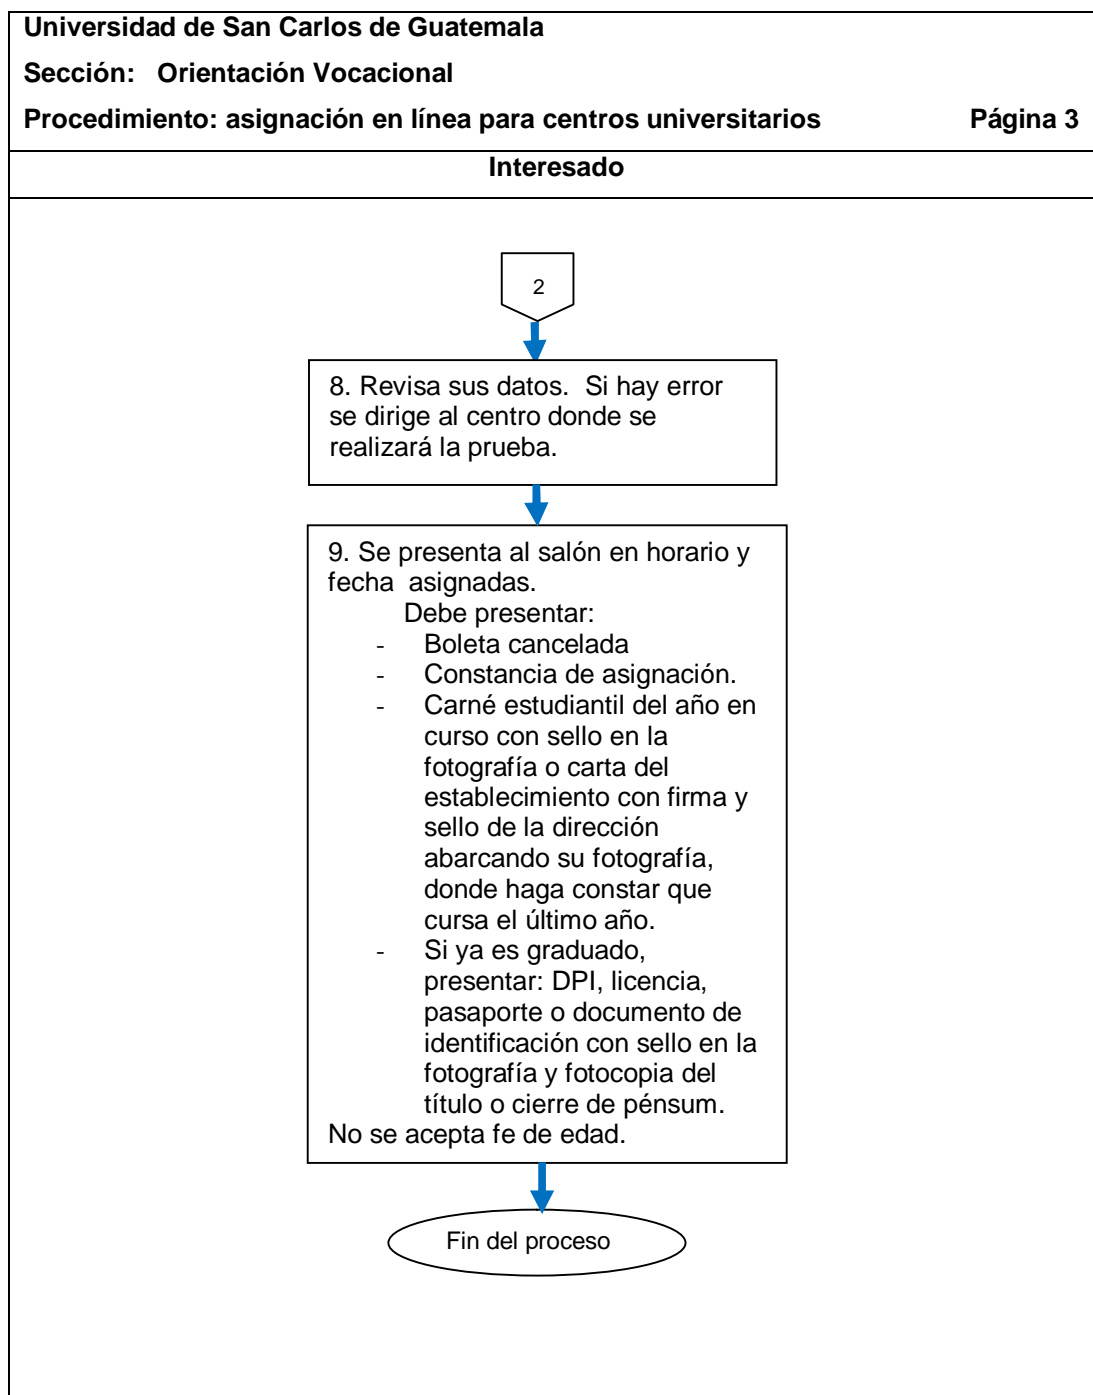 Universidad de San Carlos de Guatemala
Sección: Orientación Vocacional
Procedimiento: asignación en línea para centros universitarios Página 3
Interesado
2
8. Revisa sus datos. Si hay error
se dirige al centro donde se
realizará la prueba.
9. Se presenta al salón en horario y
fecha asignadas.
Debe presentar:
- Boleta cancelada
- Constancia de asignación.
- Carné estudiantil del año en
curso con sello en la
fotografía o carta del
establecimiento con firma y
sello de la dirección
abarcando su fotografía,
donde haga constar que
cursa el último año.
- Si ya es graduado,
presentar: DPI, licencia,
pasaporte o documento de
identificación con sello en la
fotografía y fotocopia del
título o cierre de pénsum.
No se acepta fe de edad.
Fin del proceso